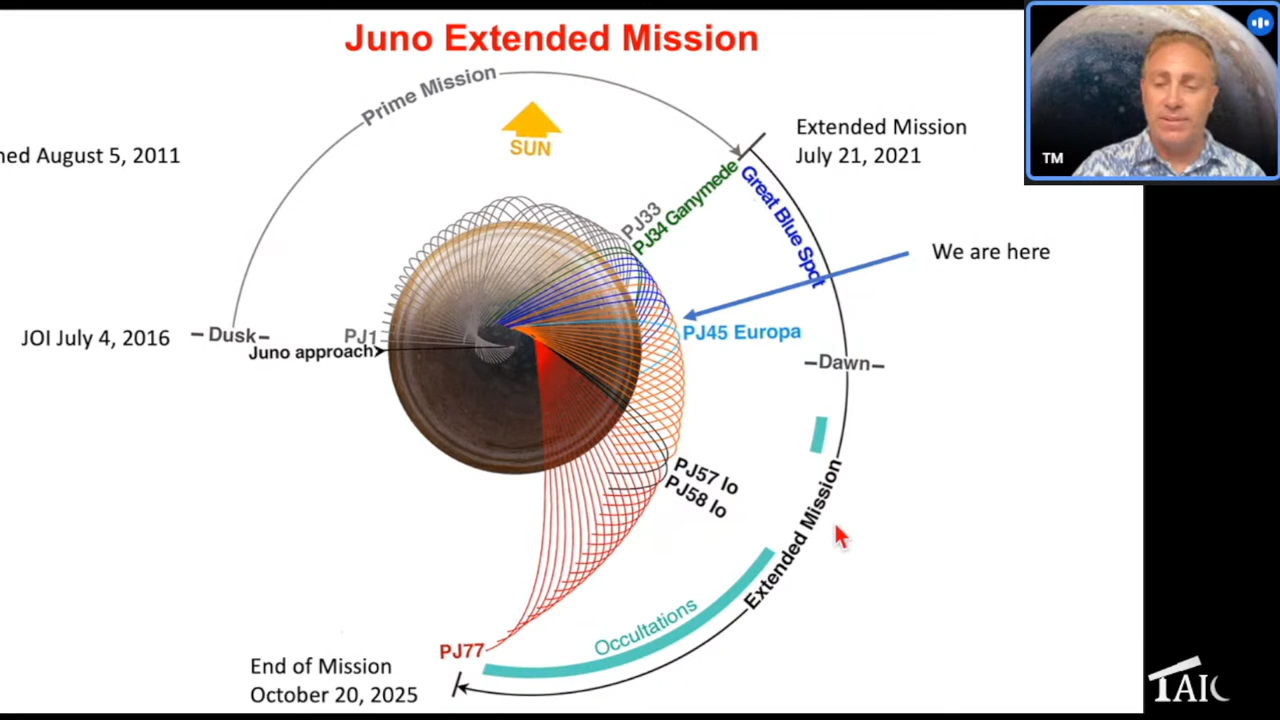 Juno Extended Mission
Prime Mission
SUN
Extended Mission
July 21, 2021
TM
ned August 5, 2011
PJ33
PJ34 Ganymede
Great Blue Spot
We are here
JOI July 4, 2016
Dusk
PJ1
Juno approach
PJ45 Europa
Dawn
PJ57 Io
PJ58 Io
Extended Mission
Occultations
PJ77
End of Mission
October 20, 2025